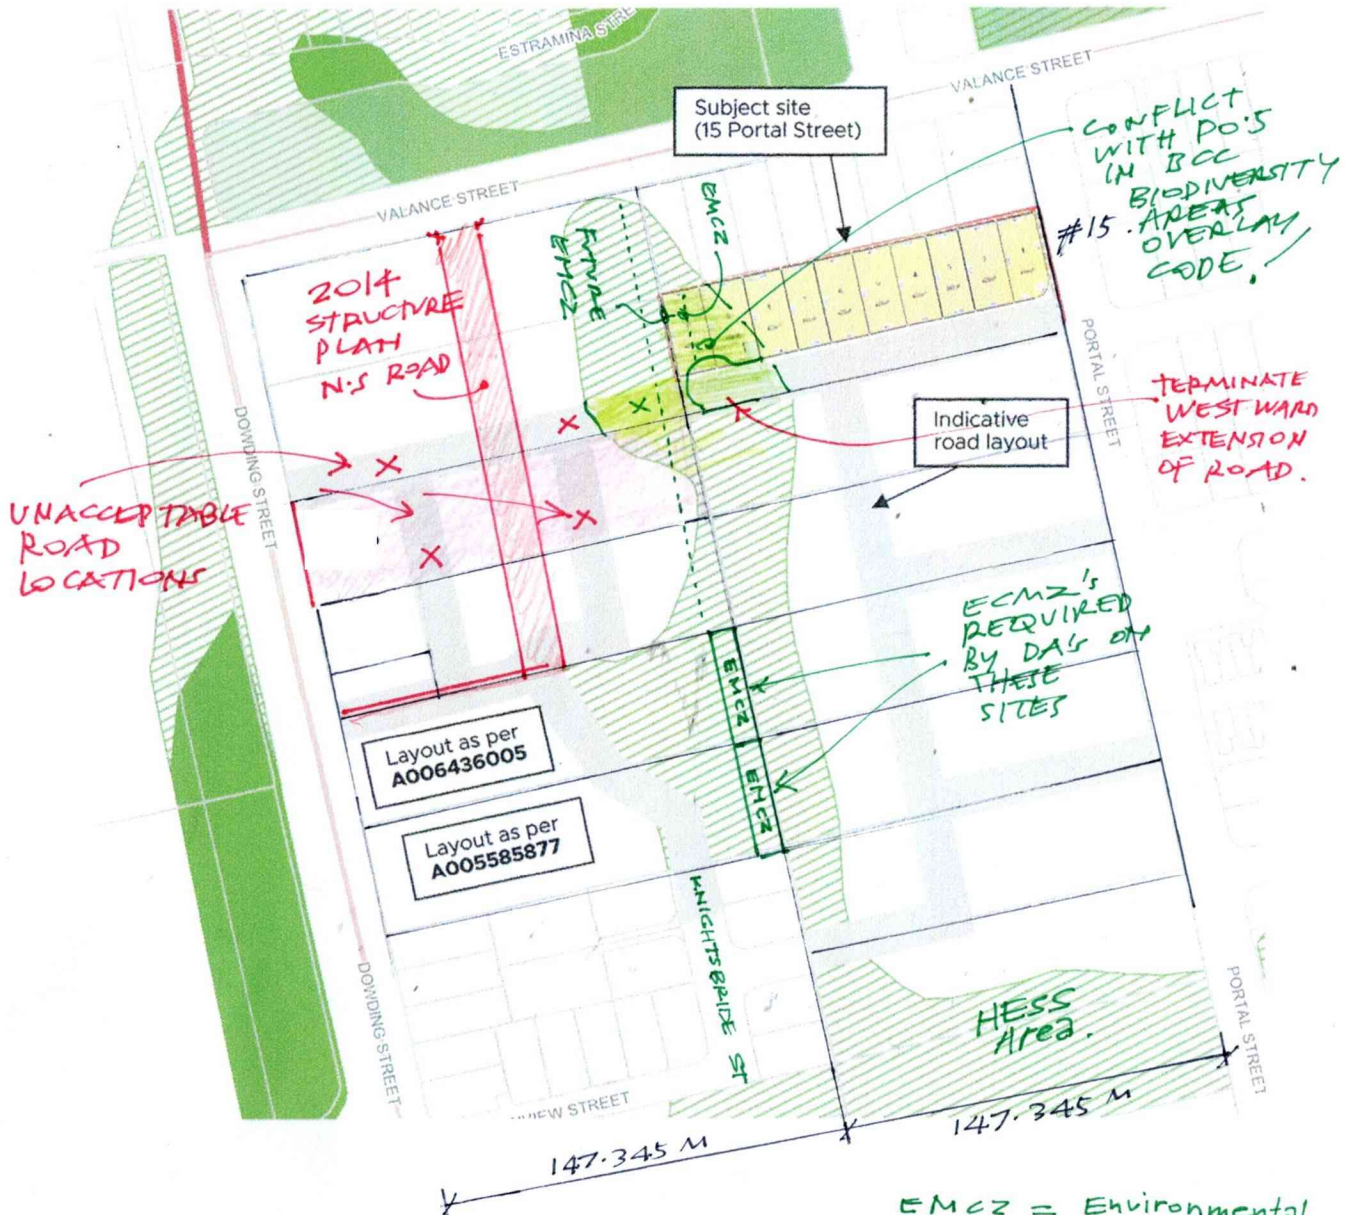 ESTRAMINA STRE
VALANCE STREET
Subject site
(15 Portal Street)
CONFLICT
WITH PO'S
IN BCC
BIODIVERSITY
AREAS
OVERLAY
CODE.
#15.
VALANCE STREET
EMCZ
FUTURE
EMCZ
2014
STRUCTURE
PLAN
N.S ROAD
PORTAL STREET
TERMINATE
WESTWARD
EXTENSION
OF ROAD.
Indicative
road layout
DOWDING STREET
UNACCEPTABLE
ROAD
LOCATIONS
ECMZ's
REQUIRED
BY DA's ON
THESE
SITES
EMCZ
EMCZ
Layout as per
A006436005
Layout as per
A005585877
KNIGHTSBRIDE ST
DOWDING STREET
PORTAL STREET
HESS
Area.
VIEW STREET
147.345 M
147.345 M
EMCZ = Environmental